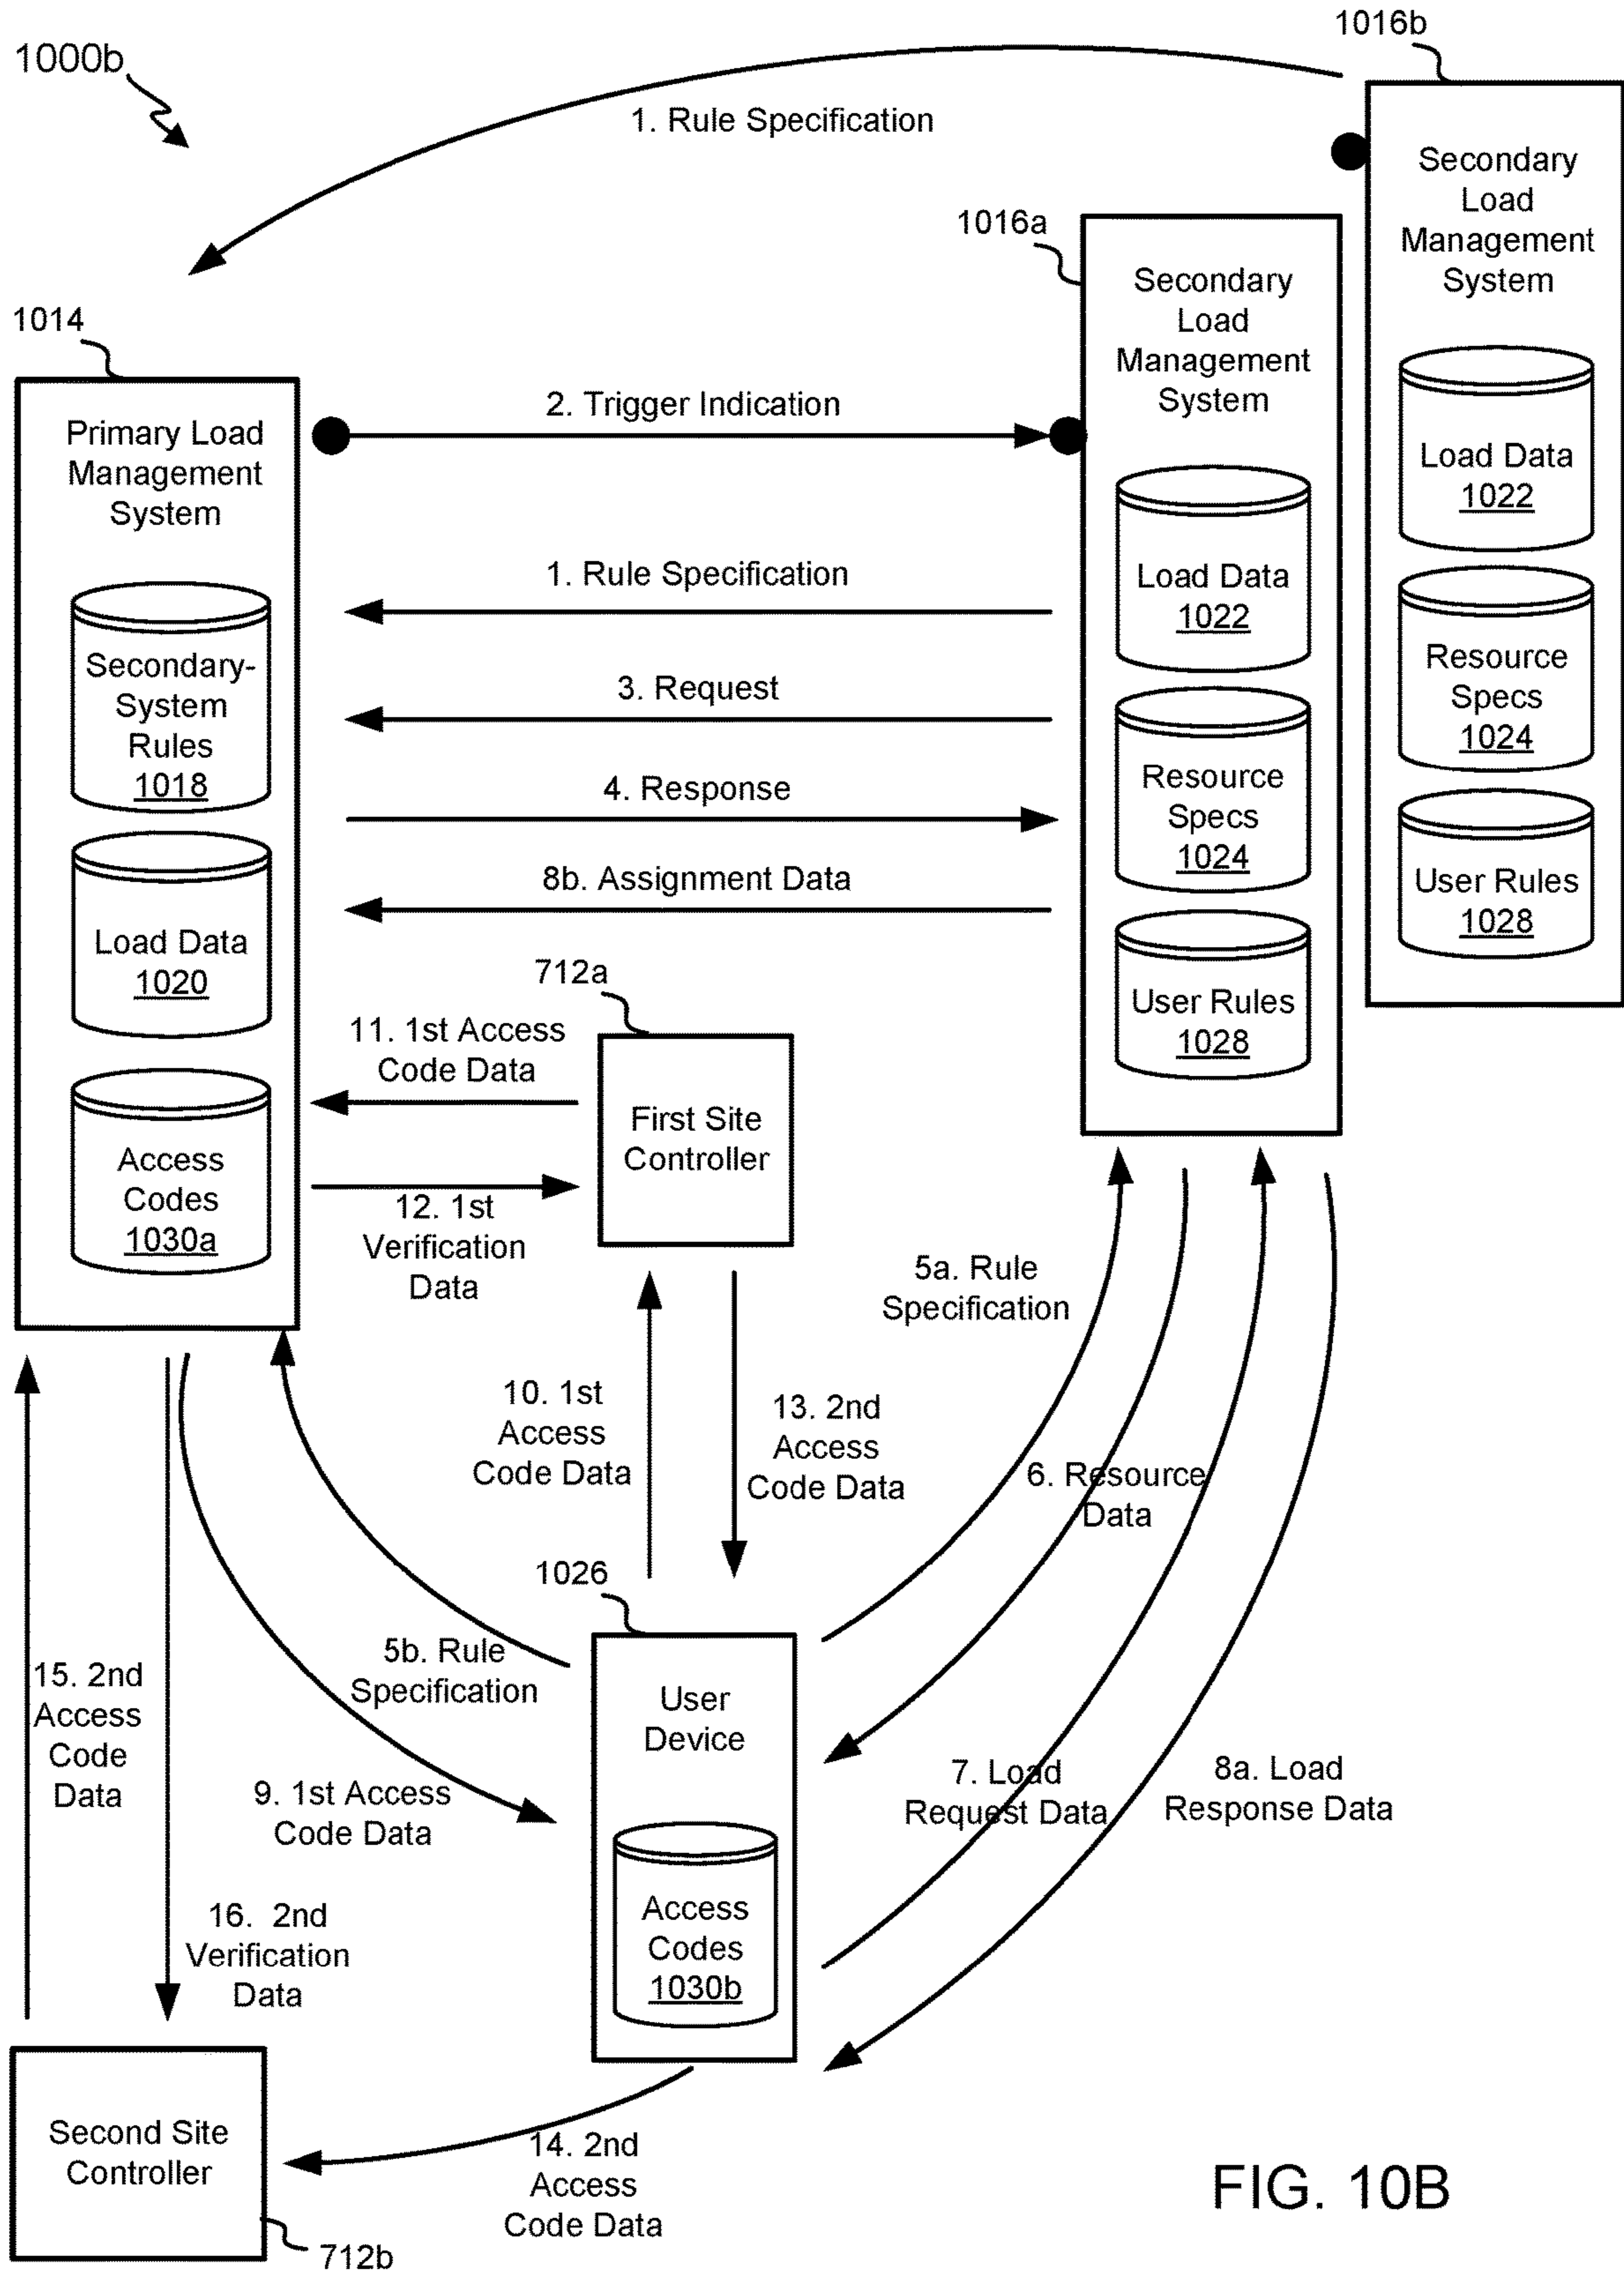 1000b
1016b
1. Rule Specification
Secondary
Load
Management
System
Load Data
1022
Resource
Specs
1024
User Rules
1028
1016a
Secondary
Load
Management
System
Load Data
1022
Resource
Specs
1024
User Rules
1028
1014
Primary Load
Management
System
Secondary-
System
Rules
1018
Load Data
1020
Access
Codes
1030a
2. Trigger Indication
1. Rule Specification
3. Request
4. Response
8b. Assignment Data
712a
First Site
Controller
11. 1st Access
Code Data
12. 1st
Verification
Data
10. 1st
Access
Code Data
13. 2nd
Access
Code Data
5a. Rule
Specification
6. Resource
Data
7. Load
Request Data
8a. Load
Response Data
1026
User
Device
Access
Codes
1030b
5b. Rule
Specification
9. 1st Access
Code Data
15. 2nd
Access
Code
Data
16. 2nd
Verification
Data
Second Site
Controller
712b
14. 2nd
Access
Code Data
FIG. 10B